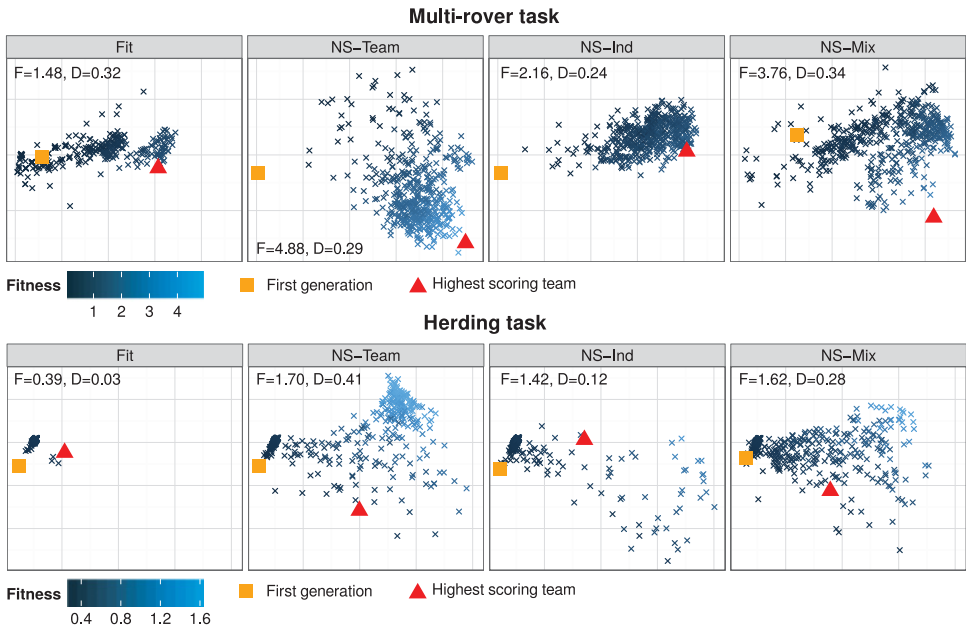 Multi-rover task
Fit
NS−Team
NS−Ind
NS−Mix
F=1.48, D=0.32
F=4.88, D=0.29
F=2.16, D=0.24
F=3.76, D=0.34
Fitness
1 2 3 4
First generation
Highest scoring team
Herding task
Fit
NS−Team
NS−Ind
NS−Mix
F=0.39, D=0.03
F=1.70, D=0.41
F=1.42, D=0.12
F=1.62, D=0.28
Fitness
0.4 0.8 1.2 1.6
First generation
Highest scoring team